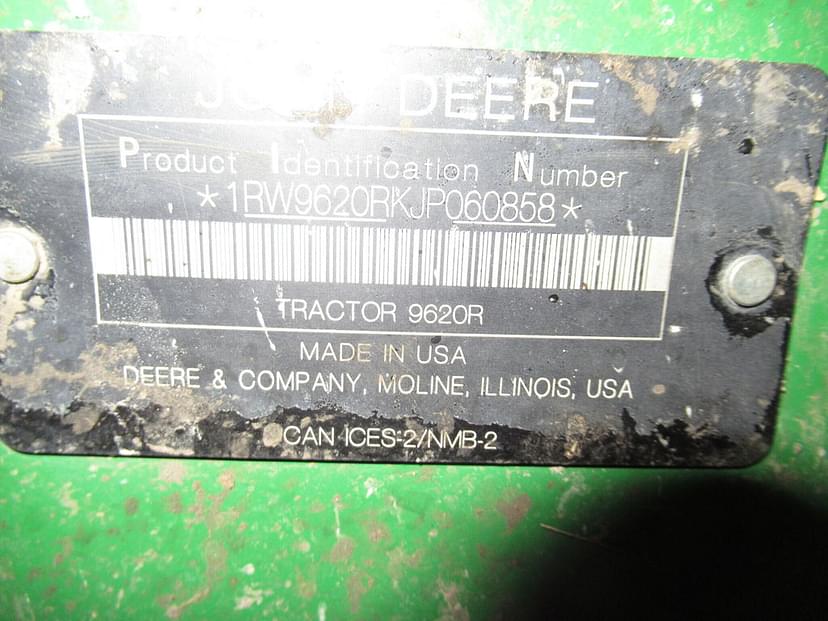 JOHN DEERE
Product Identification Number
*1RW9620RKJP060858*
TRACTOR 9620R
MADE IN USA
DEERE & COMPANY, MOLINE, ILLINOIS, USA
CAN ICES-2/NMB-2